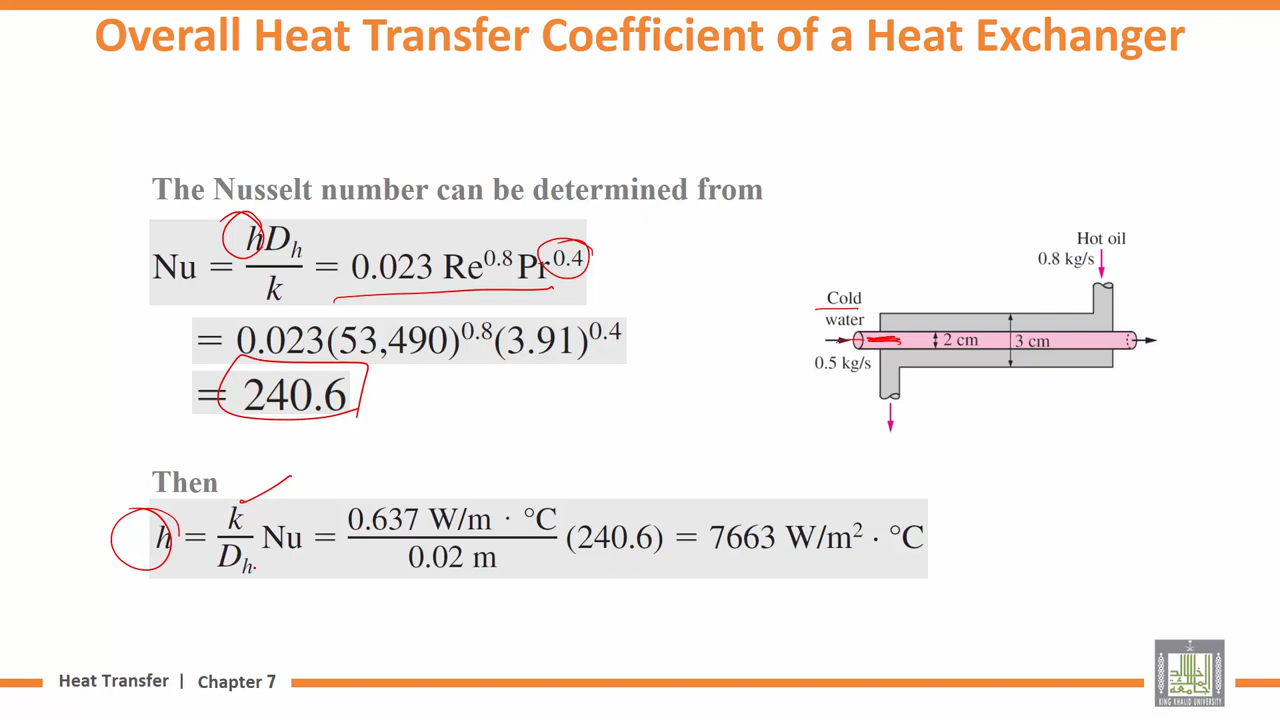 Overall Heat Transfer Coefficient of a Heat Exchanger
The Nusselt number can be determined from
Nu = hDₕ/k = 0.023 Re^0.8 Pr^0.4
= 0.023(53,490)^0.8(3.91)^0.4
= 240.6
Hot oil
0.8 kg/s
Cold
water
2 cm
3 cm
0.5 kg/s
Then
h = k/Dₕ Nu = 0.637 W/m · °C / 0.02 m (240.6) = 7663 W/m² · °C
Heat Transfer | Chapter 7
KING KHALID UNIVERSITY